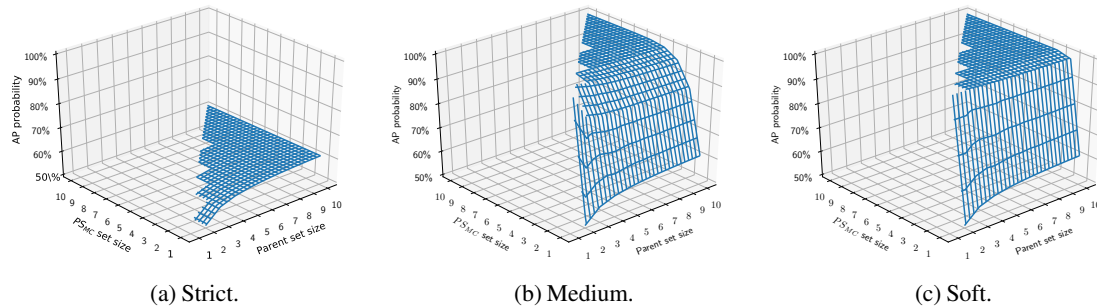 100%
90%
80%
70%
60%
50\%
AP probability
10 9 8 7 6 5 4 3 2 1
PS_MC set size
1 2 3 4 5 6 7 8 9 10
Parent set size
(a) Strict.
100%
90%
80%
70%
60%
50%
AP probability
10 9 8 7 6 5 4 3 2 1
PS_MC set size
1 2 3 4 5 6 7 8 9 10
Parent set size
(b) Medium.
100%
90%
80%
70%
60%
50%
AP probability
10 9 8 7 6 5 4 3 2 1
PS_MC set size
1 2 3 4 5 6 7 8 9 10
Parent set size
(c) Soft.